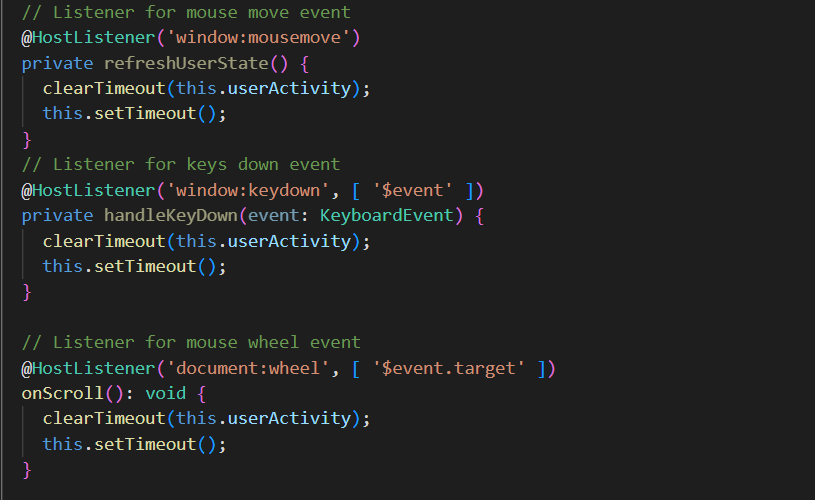 // Listener for mouse move event
@HostListener('window:mousemove')
private refreshUserState() {
clearTimeout(this.userActivity);
this.setTimeout();
}
// Listener for keys down event
@HostListener('window:keydown', [ '$event' ])
private handleKeyDown(event: KeyboardEvent) {
clearTimeout(this.userActivity);
this.setTimeout();
}
// Listener for mouse wheel event
@HostListener('document:wheel', [ '$event.target' ])
onScroll(): void {
clearTimeout(this.userActivity);
this.setTimeout();
}